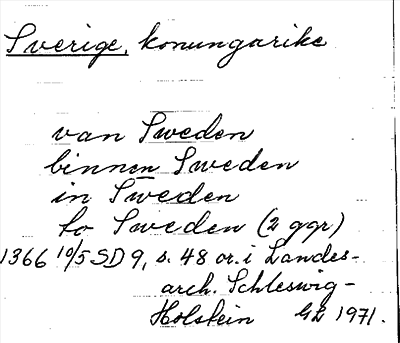 Sverige, konungarike
van Sweden
binnen Sweden
in Sweden
to Sweden (2 ggr)
1366 10/5 SD 9, s. 48 or. i Landes-
arch. Schleswig-
Holstein GL 1971.